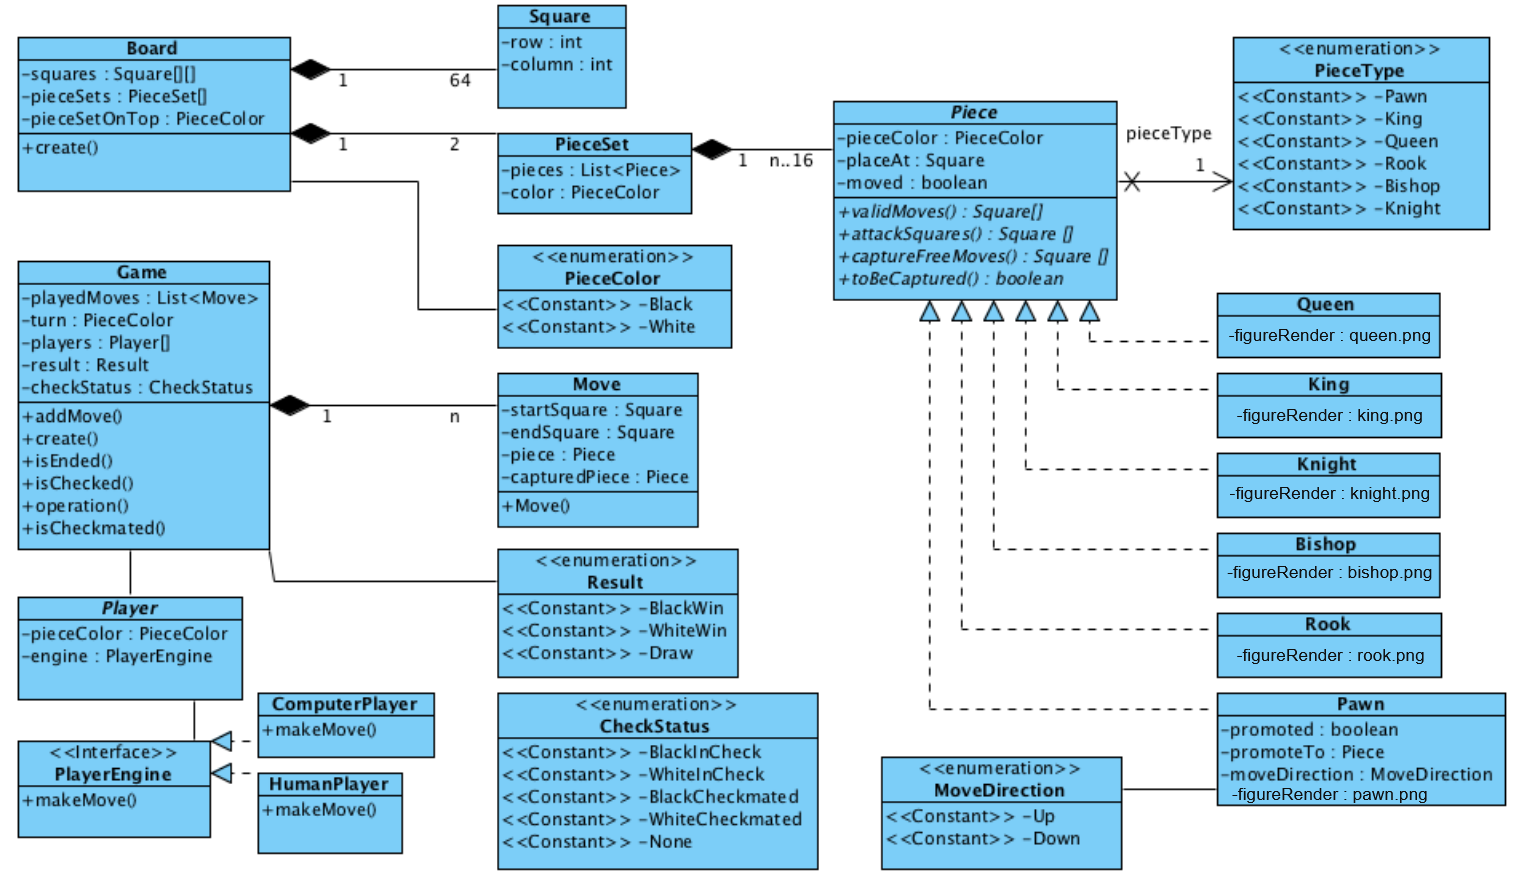 Board
-squares : Square[][]
-pieceSets : PieceSet[]
-pieceSetOnTop : PieceColor
+create()
1
64
1
2
Square
-row : int
-column : int
PieceSet
-pieces : List<Piece>
-color : PieceColor
1
n..16
<<enumeration>>
PieceColor
<<Constant>> -Black
<<Constant>> -White
Piece
-pieceColor : PieceColor
-placeAt : Square
-moved : boolean
+validMoves() : Square[]
+attackSquares() : Square []
+captureFreeMoves() : Square []
+toBeCaptured() : boolean
pieceType
1
<<enumeration>>
PieceType
<<Constant>> -Pawn
<<Constant>> -King
<<Constant>> -Queen
<<Constant>> -Rook
<<Constant>> -Bishop
<<Constant>> -Knight
Game
-playedMoves : List<Move>
-turn : PieceColor
-players : Player[]
-result : Result
-checkStatus : CheckStatus
+addMove()
+create()
+isEnded()
+isChecked()
+operation()
+isCheckmated()
1
n
Move
-startSquare : Square
-endSquare : Square
-piece : Piece
-capturedPiece : Piece
+Move()
<<enumeration>>
Result
<<Constant>> -BlackWin
<<Constant>> -WhiteWin
<<Constant>> -Draw
Player
-pieceColor : PieceColor
-engine : PlayerEngine
<<Interface>>
PlayerEngine
+makeMove()
ComputerPlayer
+makeMove()
HumanPlayer
+makeMove()
<<enumeration>>
CheckStatus
<<Constant>> -BlackInCheck
<<Constant>> -WhiteInCheck
<<Constant>> -BlackCheckmated
<<Constant>> -WhiteCheckmated
<<Constant>> -None
Queen
-figureRender : queen.png
King
-figureRender : king.png
Knight
-figureRender : knight.png
Bishop
-figureRender : bishop.png
Rook
-figureRender : rook.png
Pawn
-promoted : boolean
-promoteTo : Piece
-moveDirection : MoveDirection
-figureRender : pawn.png
<<enumeration>>
MoveDirection
<<Constant>> -Up
<<Constant>> -Down